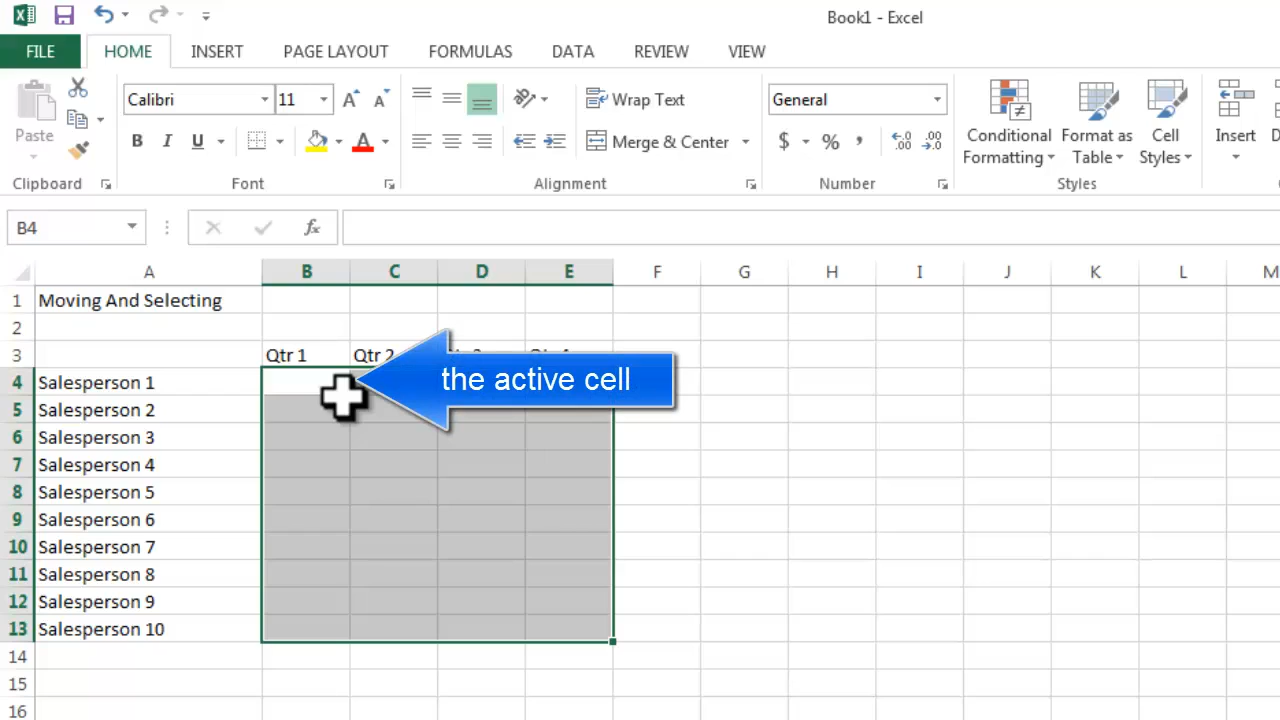 Book1 - Excel
FILE HOME INSERT PAGE LAYOUT FORMULAS DATA REVIEW VIEW
Calibri 11 Wrap Text General
Paste Conditional Format as Cell Insert
B I U Merge & Center $ % , Formatting Table Styles
Clipboard Font Alignment Number Styles
B4 fx
A B C D E F G H I J K L M
1 Moving And Selecting
2
3 Qtr 1 Qtr 2
4 Salesperson 1 the active cell
5 Salesperson 2
6 Salesperson 3
7 Salesperson 4
8 Salesperson 5
9 Salesperson 6
10 Salesperson 7
11 Salesperson 8
12 Salesperson 9
13 Salesperson 10
14
15
16